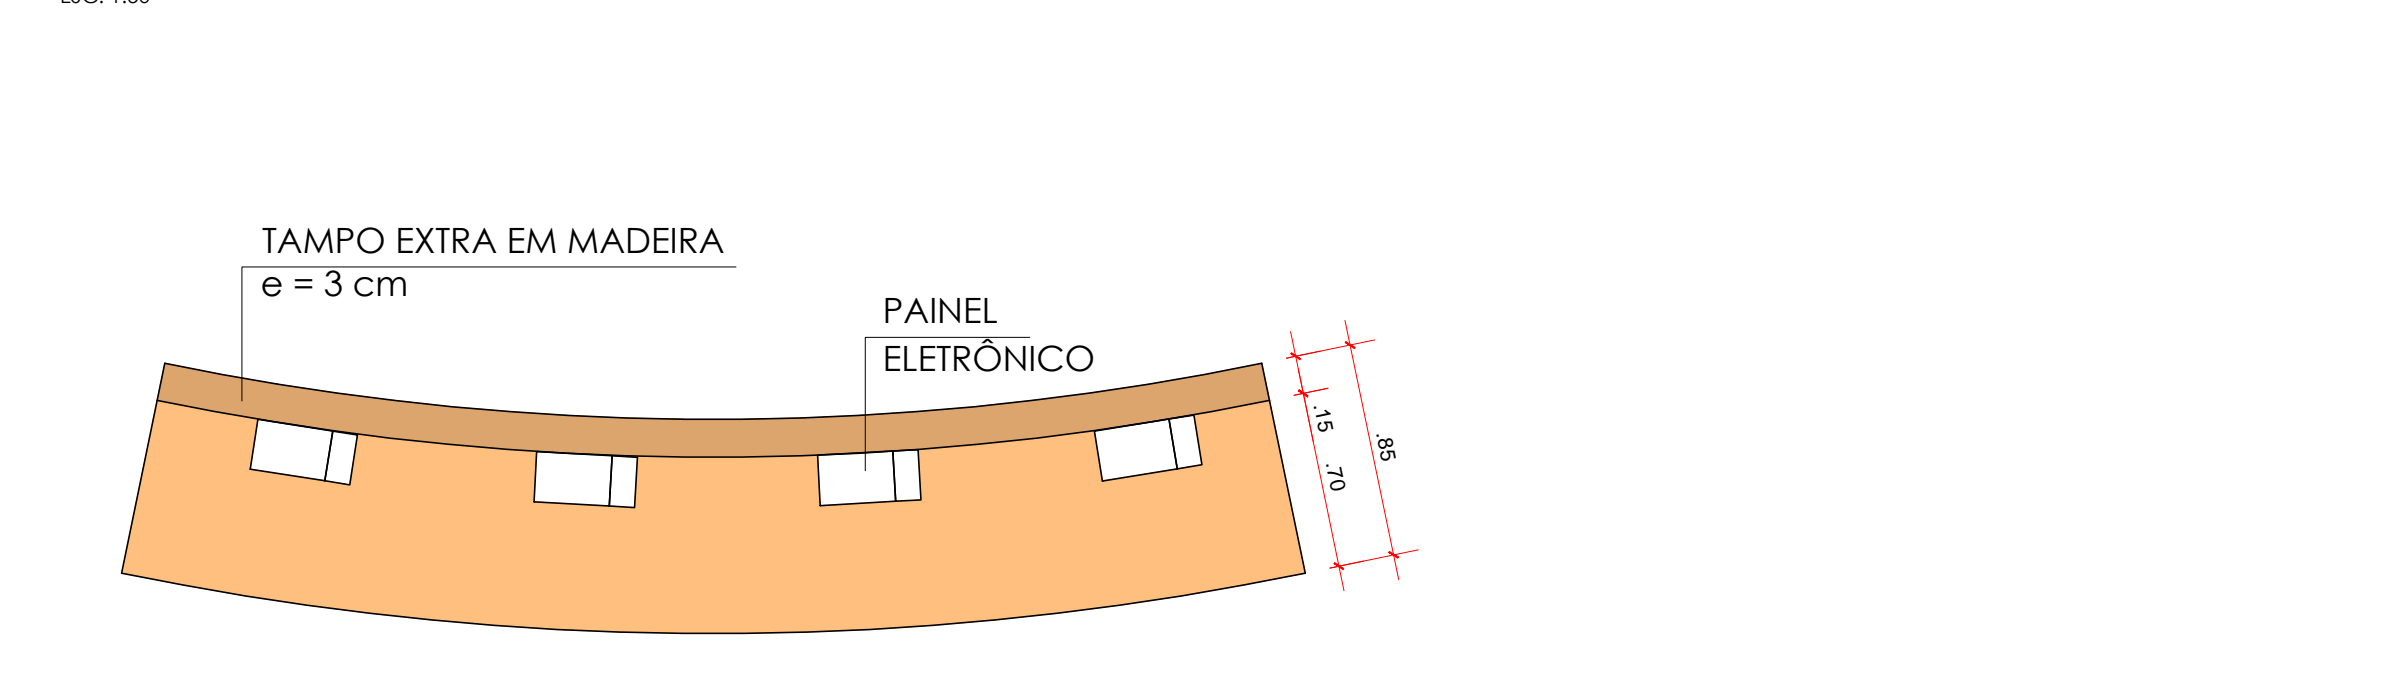 TAMPO EXTRA EM MADEIRA
e = 3 cm
PAINEL
ELETRÔNICO
.15
.70
.85